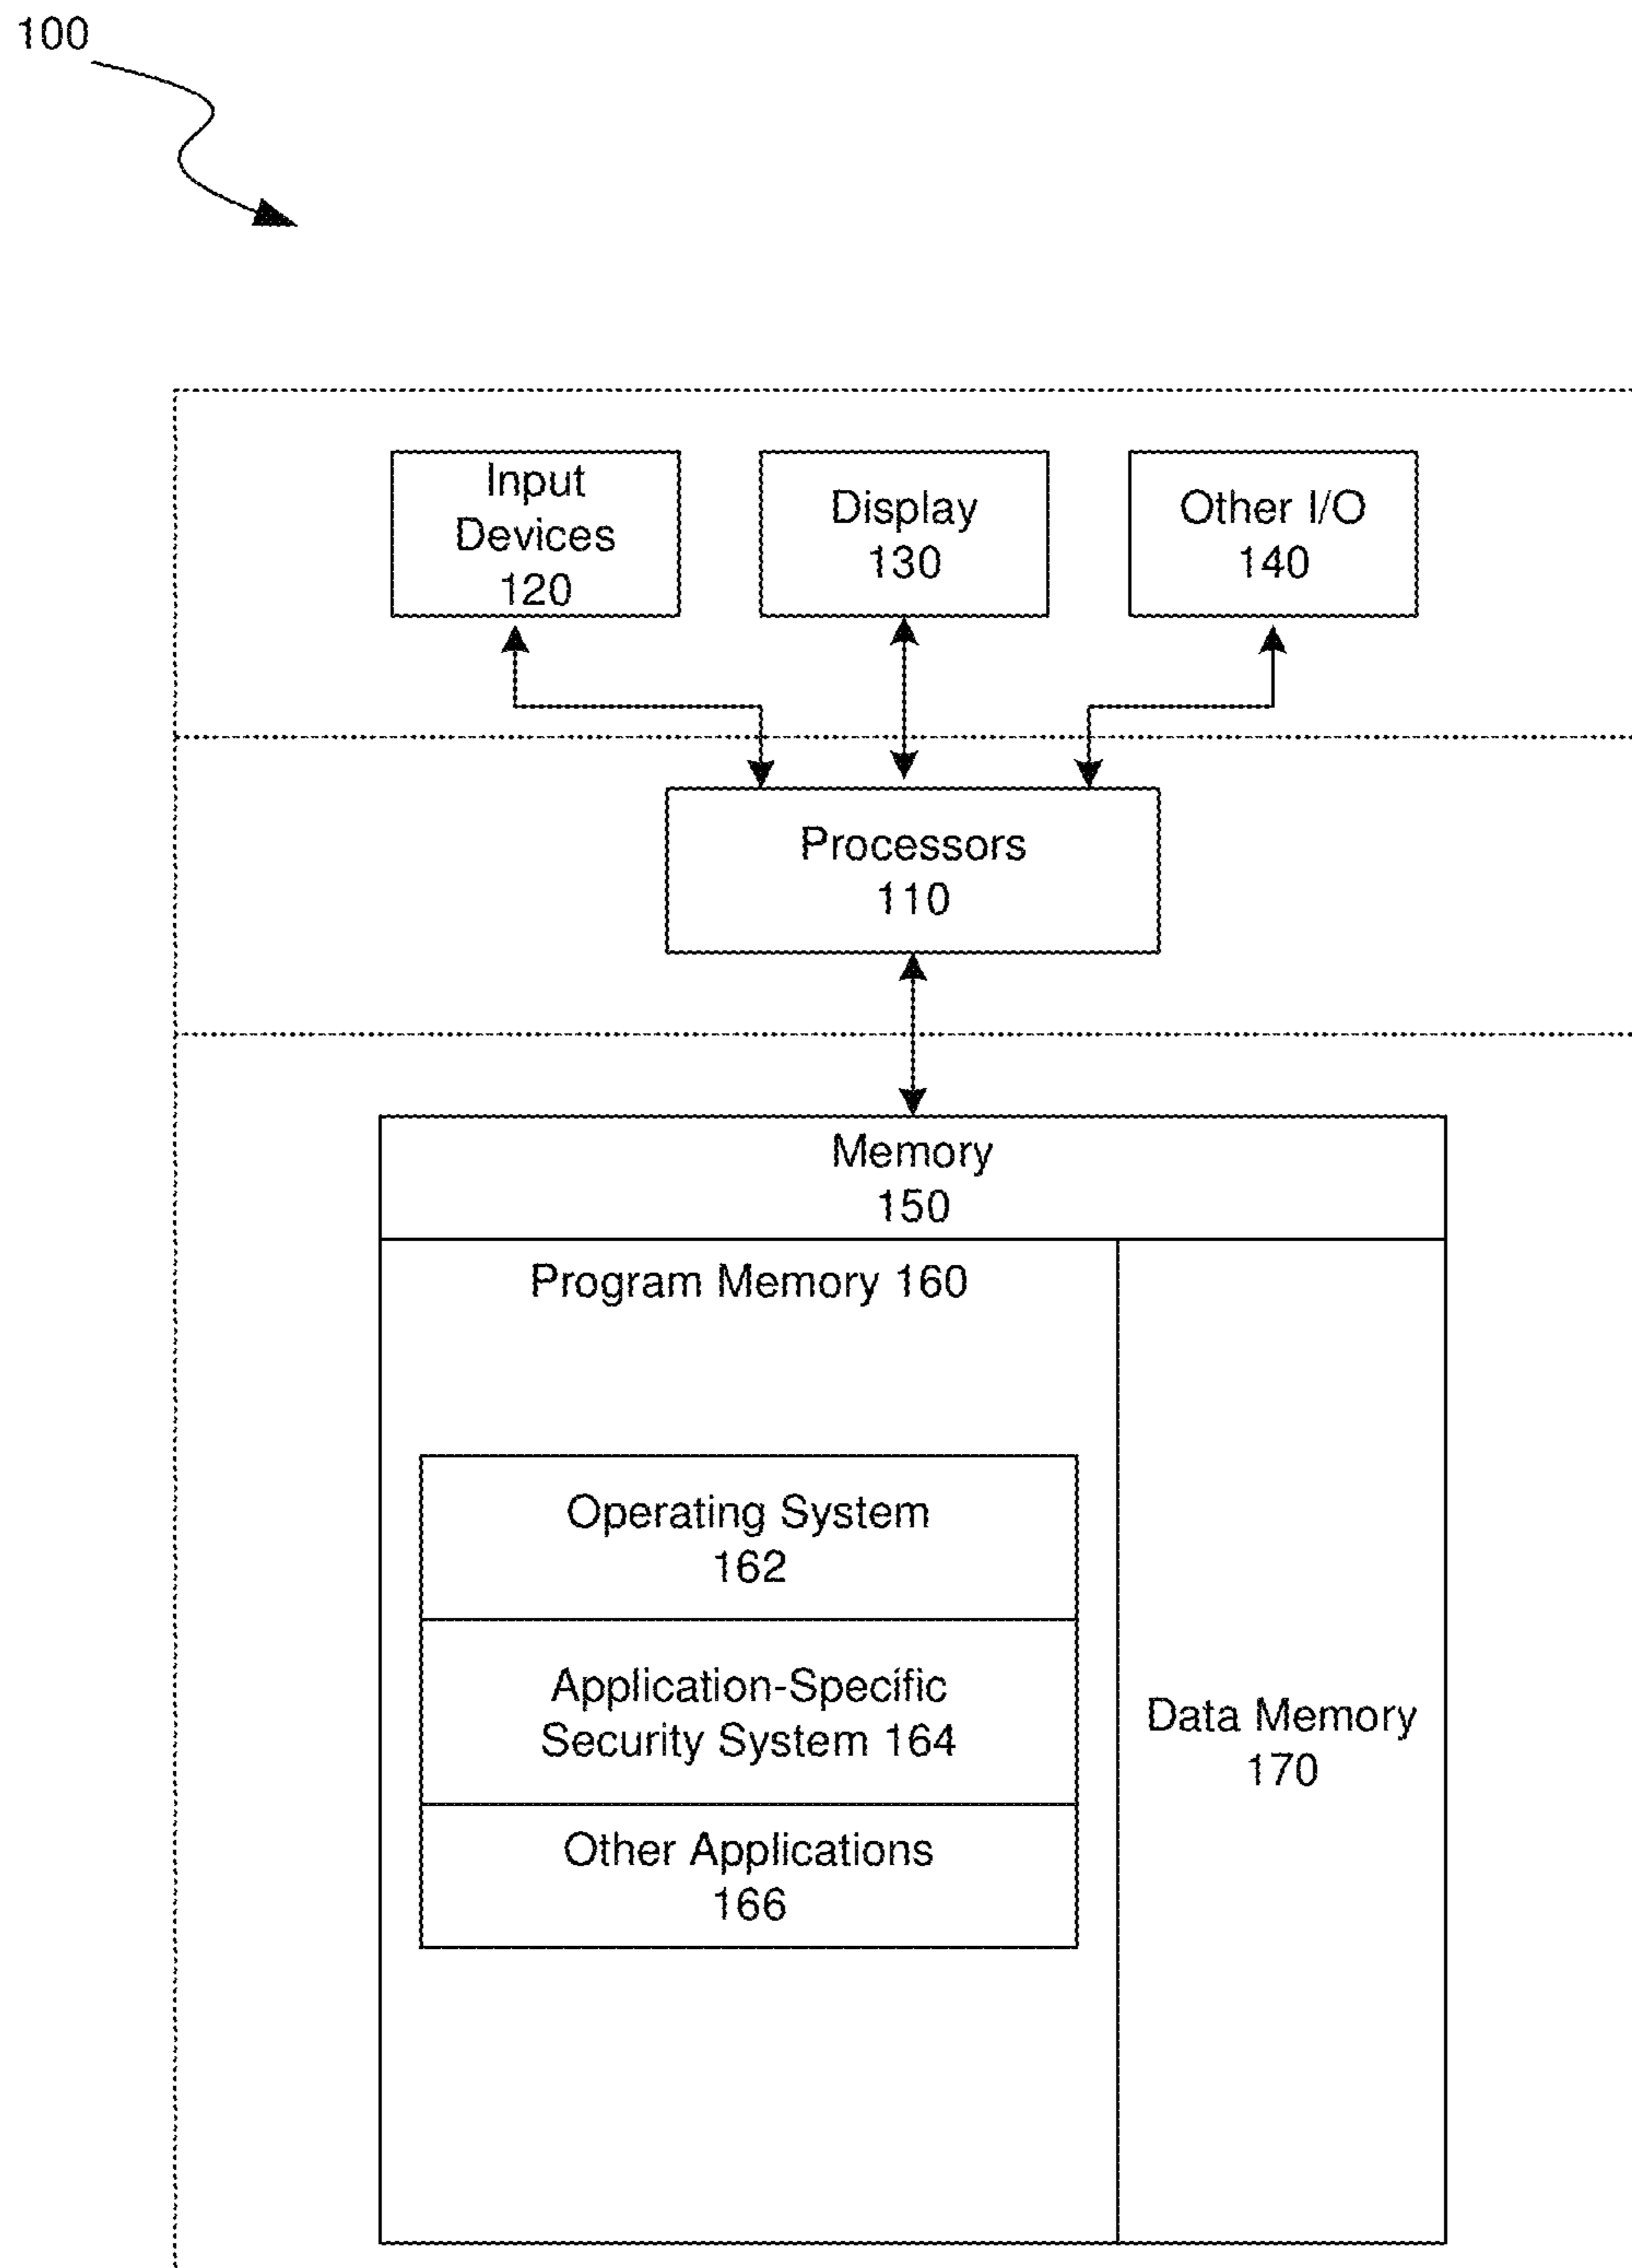 100
Input
Devices
120
Display
130
Other I/O
140
Processors
110
Memory
150
Program Memory 160
Operating System
162
Application-Specific
Security System 164
Other Applications
166
Data Memory
170